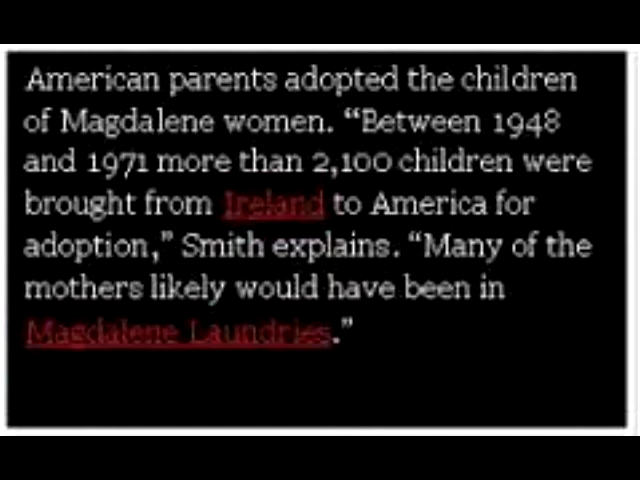 American parents adopted the children
of Magdalene women. “Between 1948
and 1971 more than 2,100 children were
brought from Ireland to America for
adoption,” Smith explains. “Many of the
mothers likely would have been in
Magdalene Laundries.”